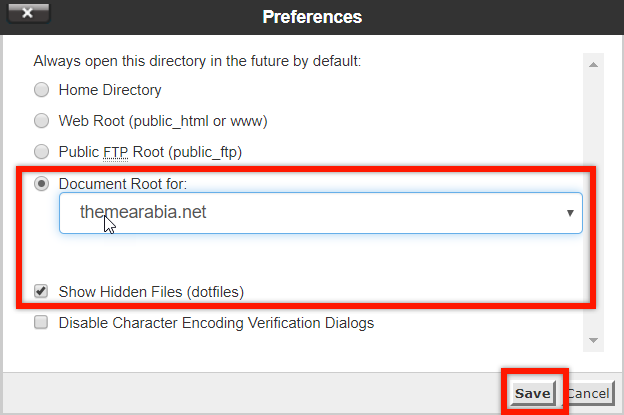 Preferences
Always open this directory in the future by default:
Home Directory
Web Root (public_html or www)
Public FTP Root (public_ftp)
Document Root for:
themearabia.net
Show Hidden Files (dotfiles)
Disable Character Encoding Verification Dialogs
Save Cancel